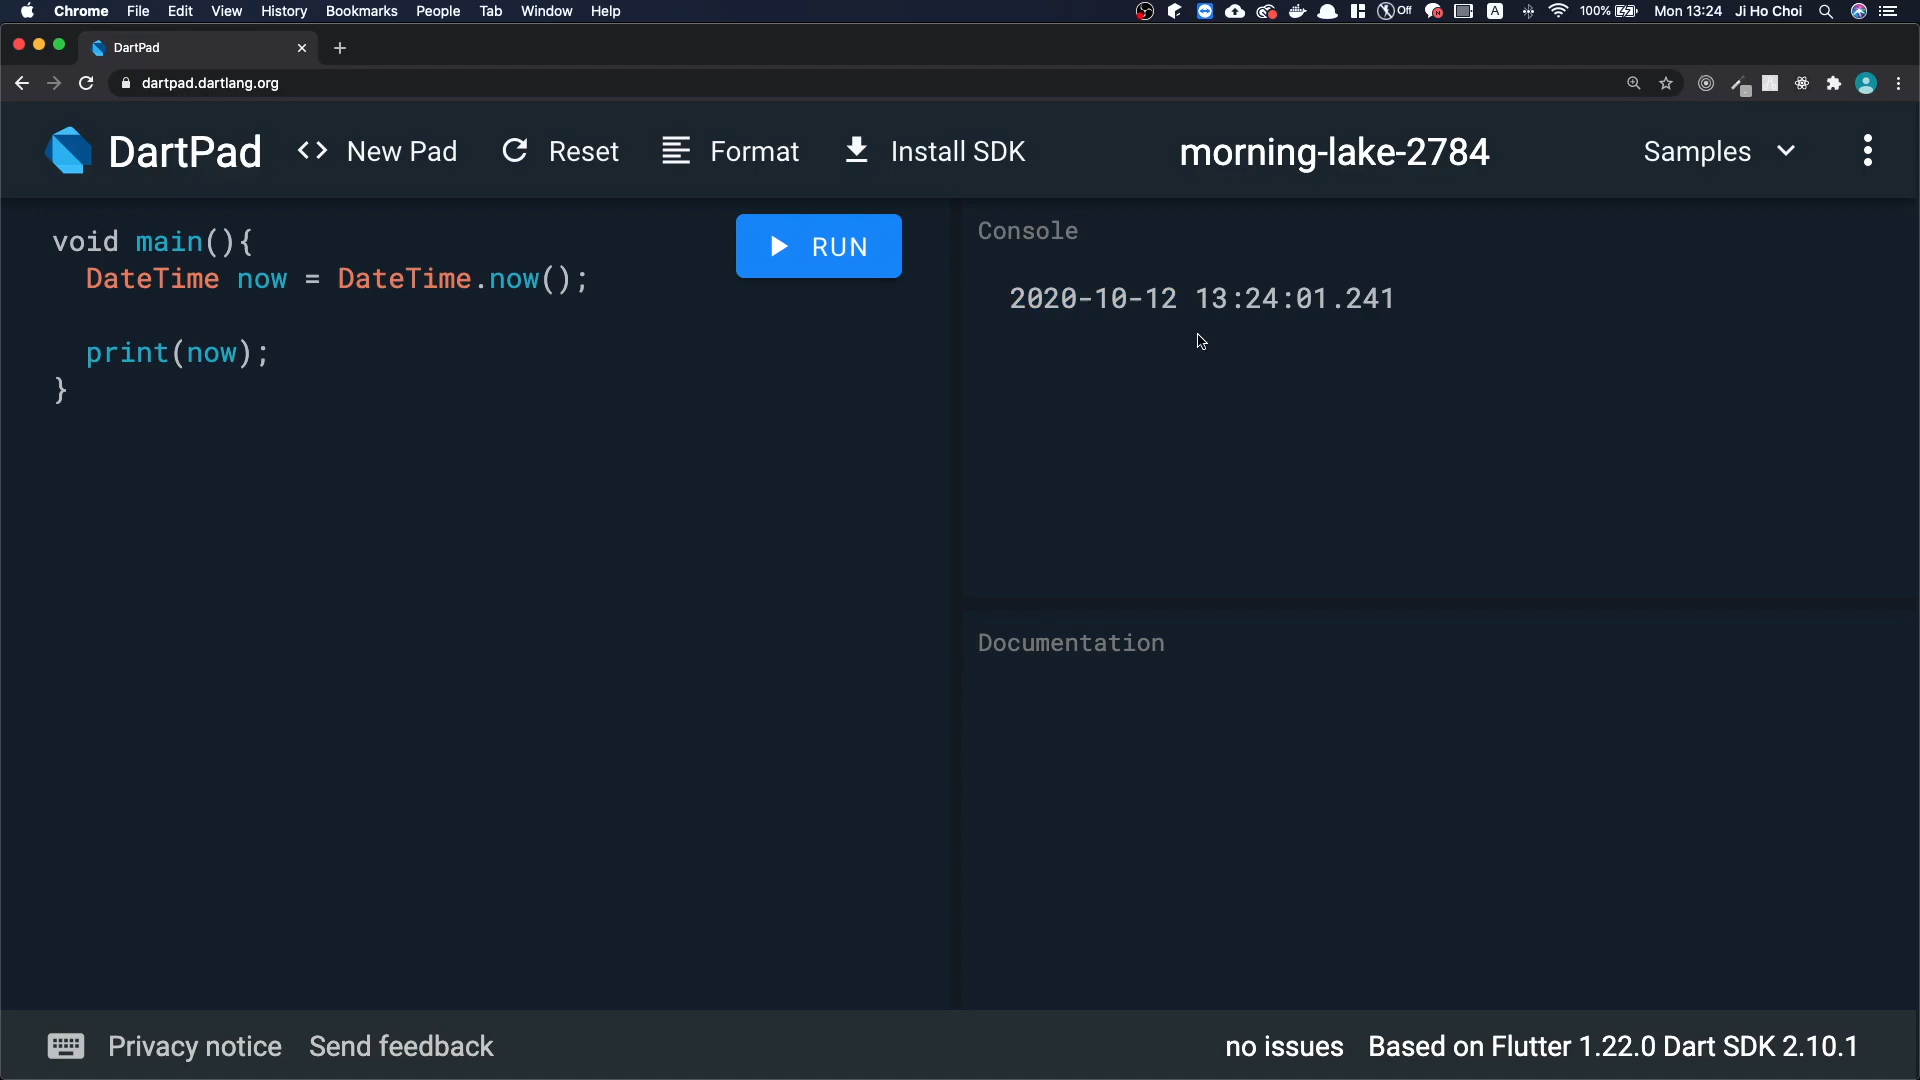 Chrome File Edit View History Bookmarks People Tab Window Help Off 100% Mon 13:24 Ji Ho Choi
DartPad
dartpad.dartlang.org
DartPad <> New Pad Reset Format Install SDK morning-lake-2784 Samples
void main(){
DateTime now = DateTime.now();
print(now);
}
RUN
Console
2020-10-12 13:24:01.241
Documentation
Privacy notice Send feedback no issues Based on Flutter 1.22.0 Dart SDK 2.10.1